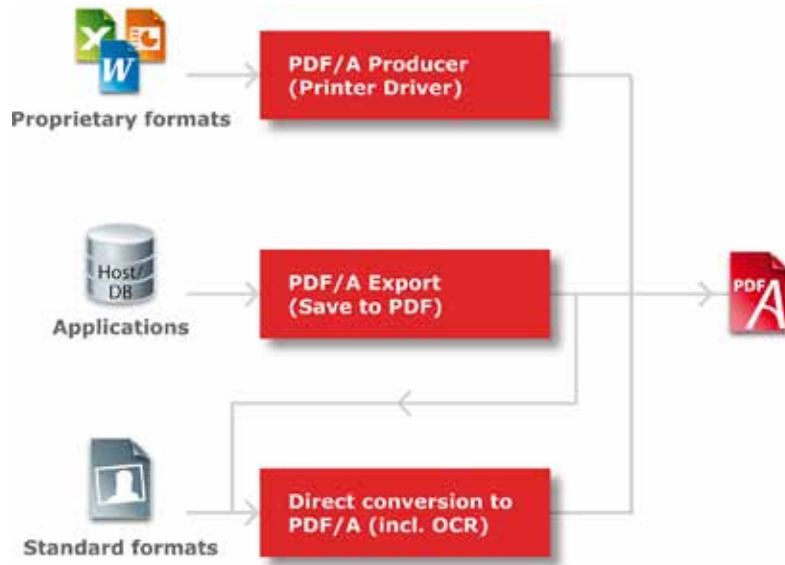 X
W
PDF/A Producer
(Printer Driver)
Proprietary formats
Host/
DB
PDF/A Export
(Save to PDF)
PDF
A
Applications
Direct conversion to
PDF/A (incl. OCR)
Standard formats